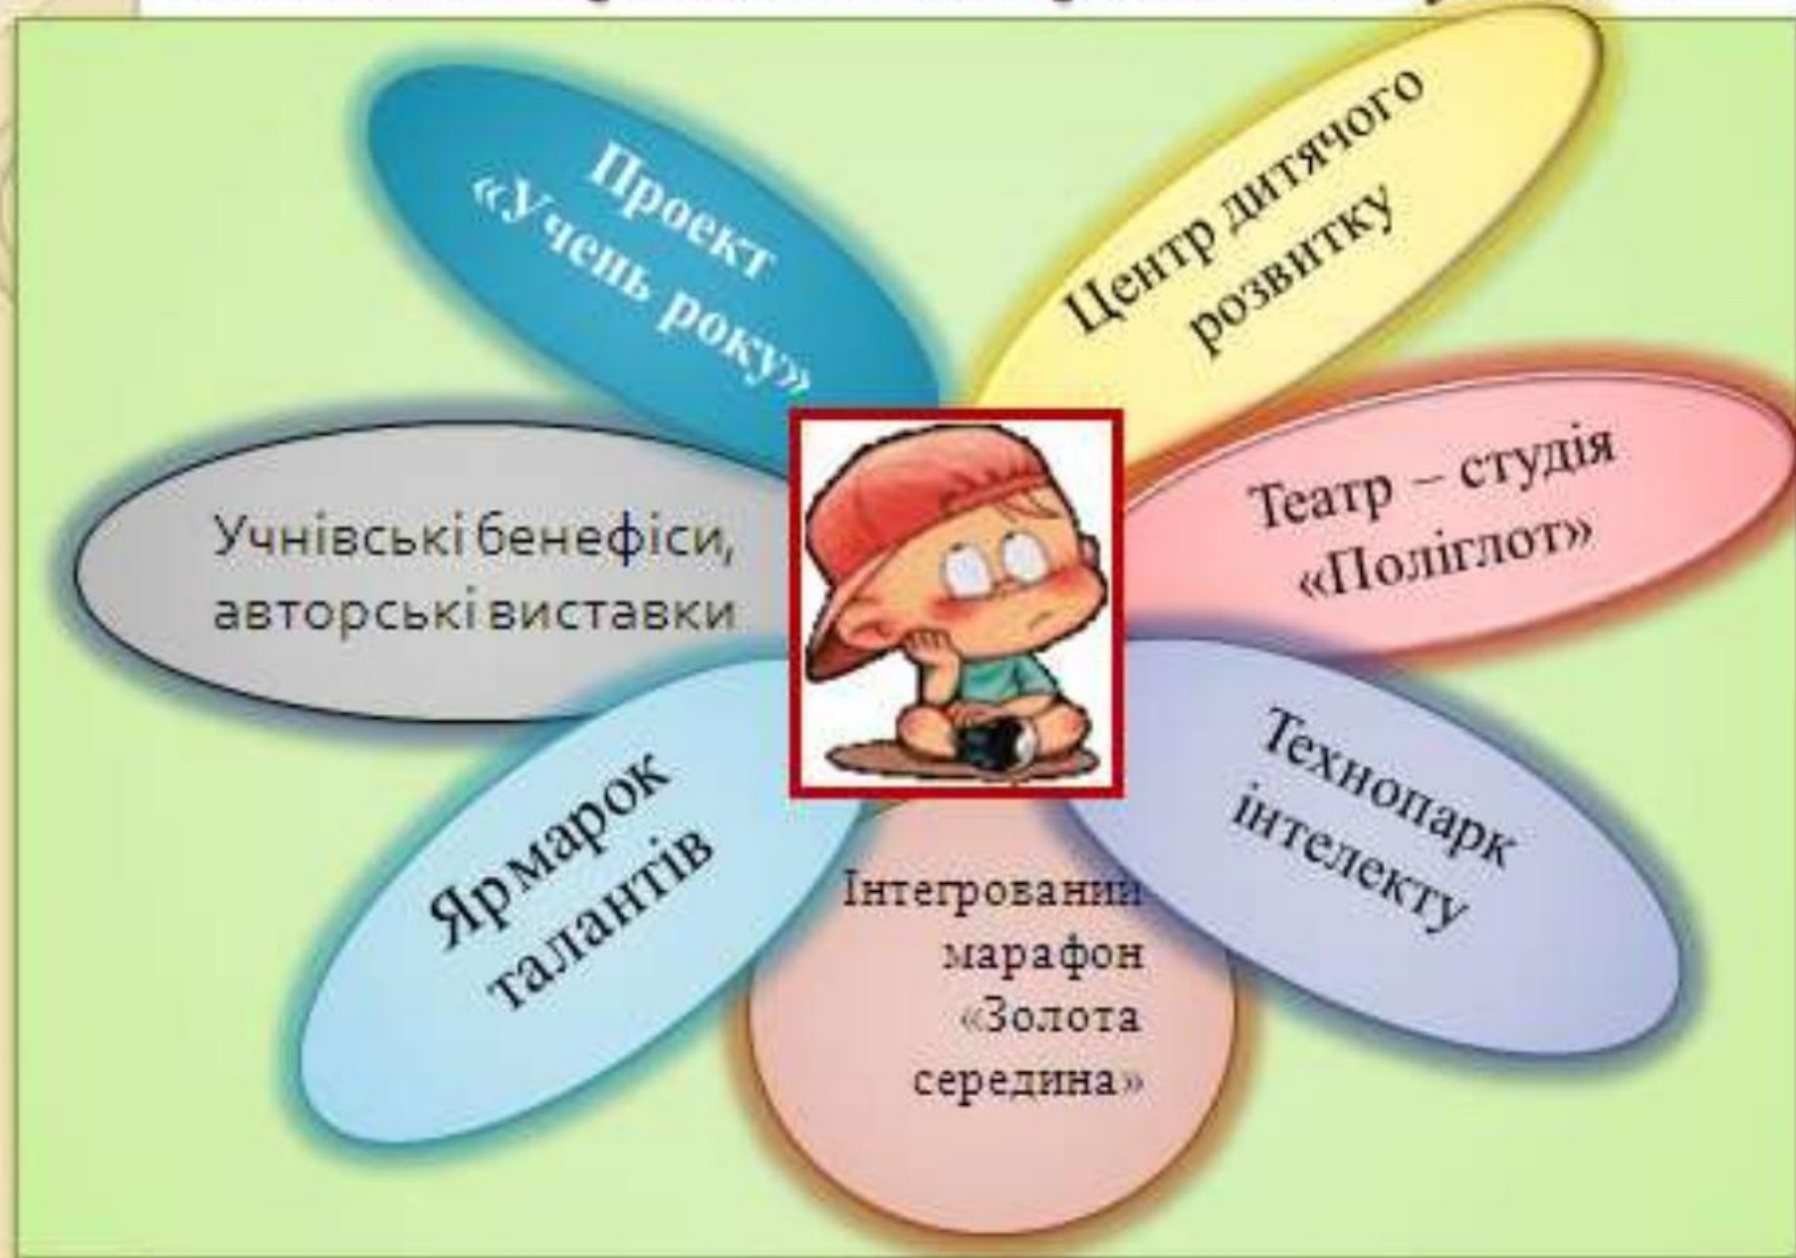 Проект
«Учень року»
Центр дитячого
розвитку
Театр – студія
«Поліглот»
Технопарк
інтелекту
Інтегрований
марафон
«Золота
середина»
Ярмарок
талантів
Учнівські бенефіси,
авторські виставки